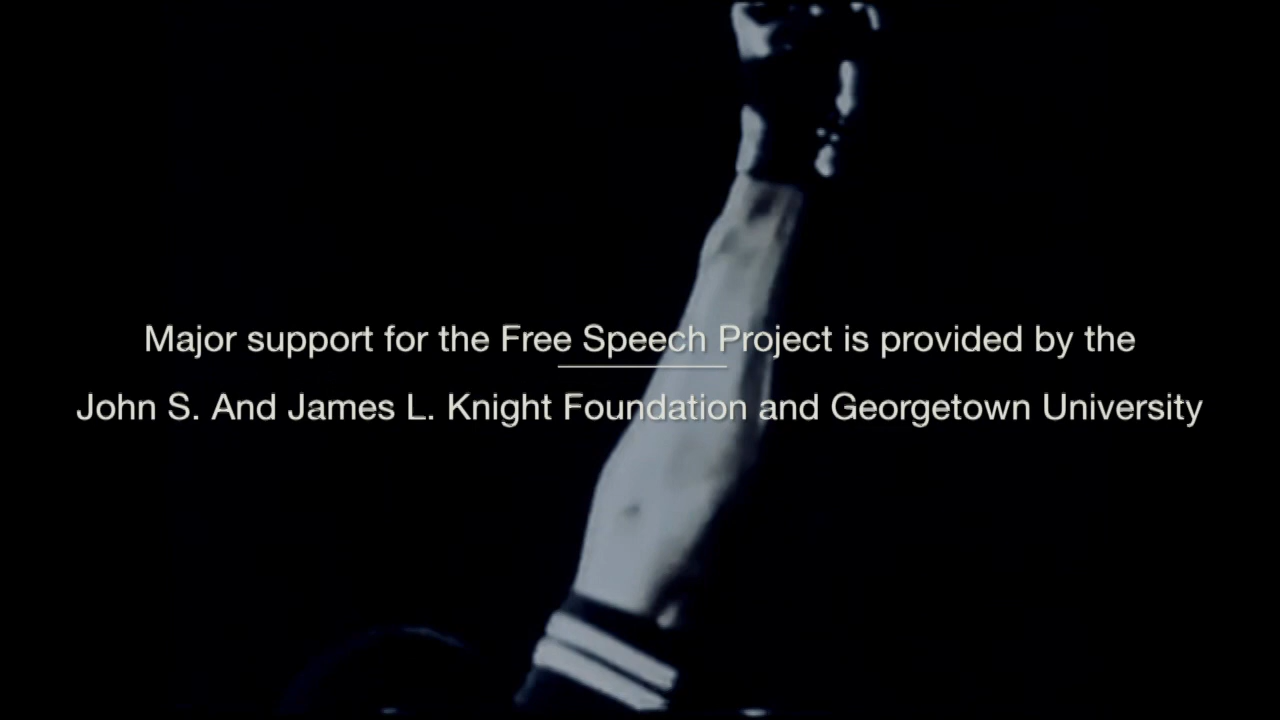 Major support for the Free Speech Project is provided by the
John S. And James L. Knight Foundation and Georgetown University